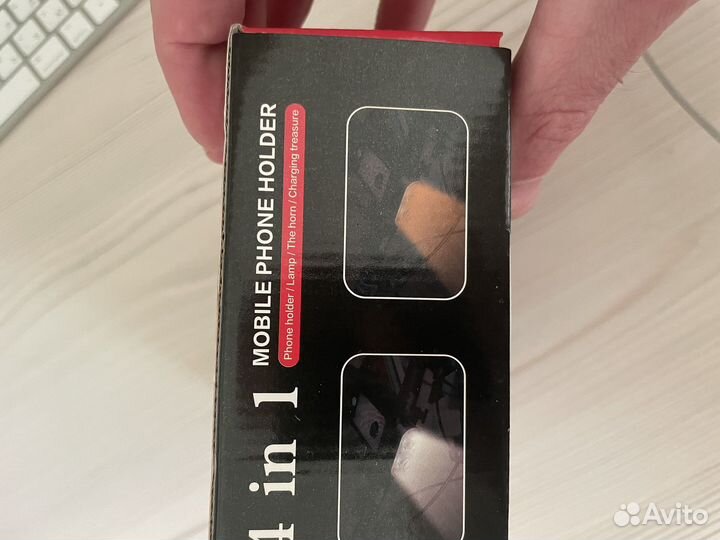 4 in 1
MOBILE PHONE HOLDER
Phone holder / Lamp / The horn / Charging treasure
Avito